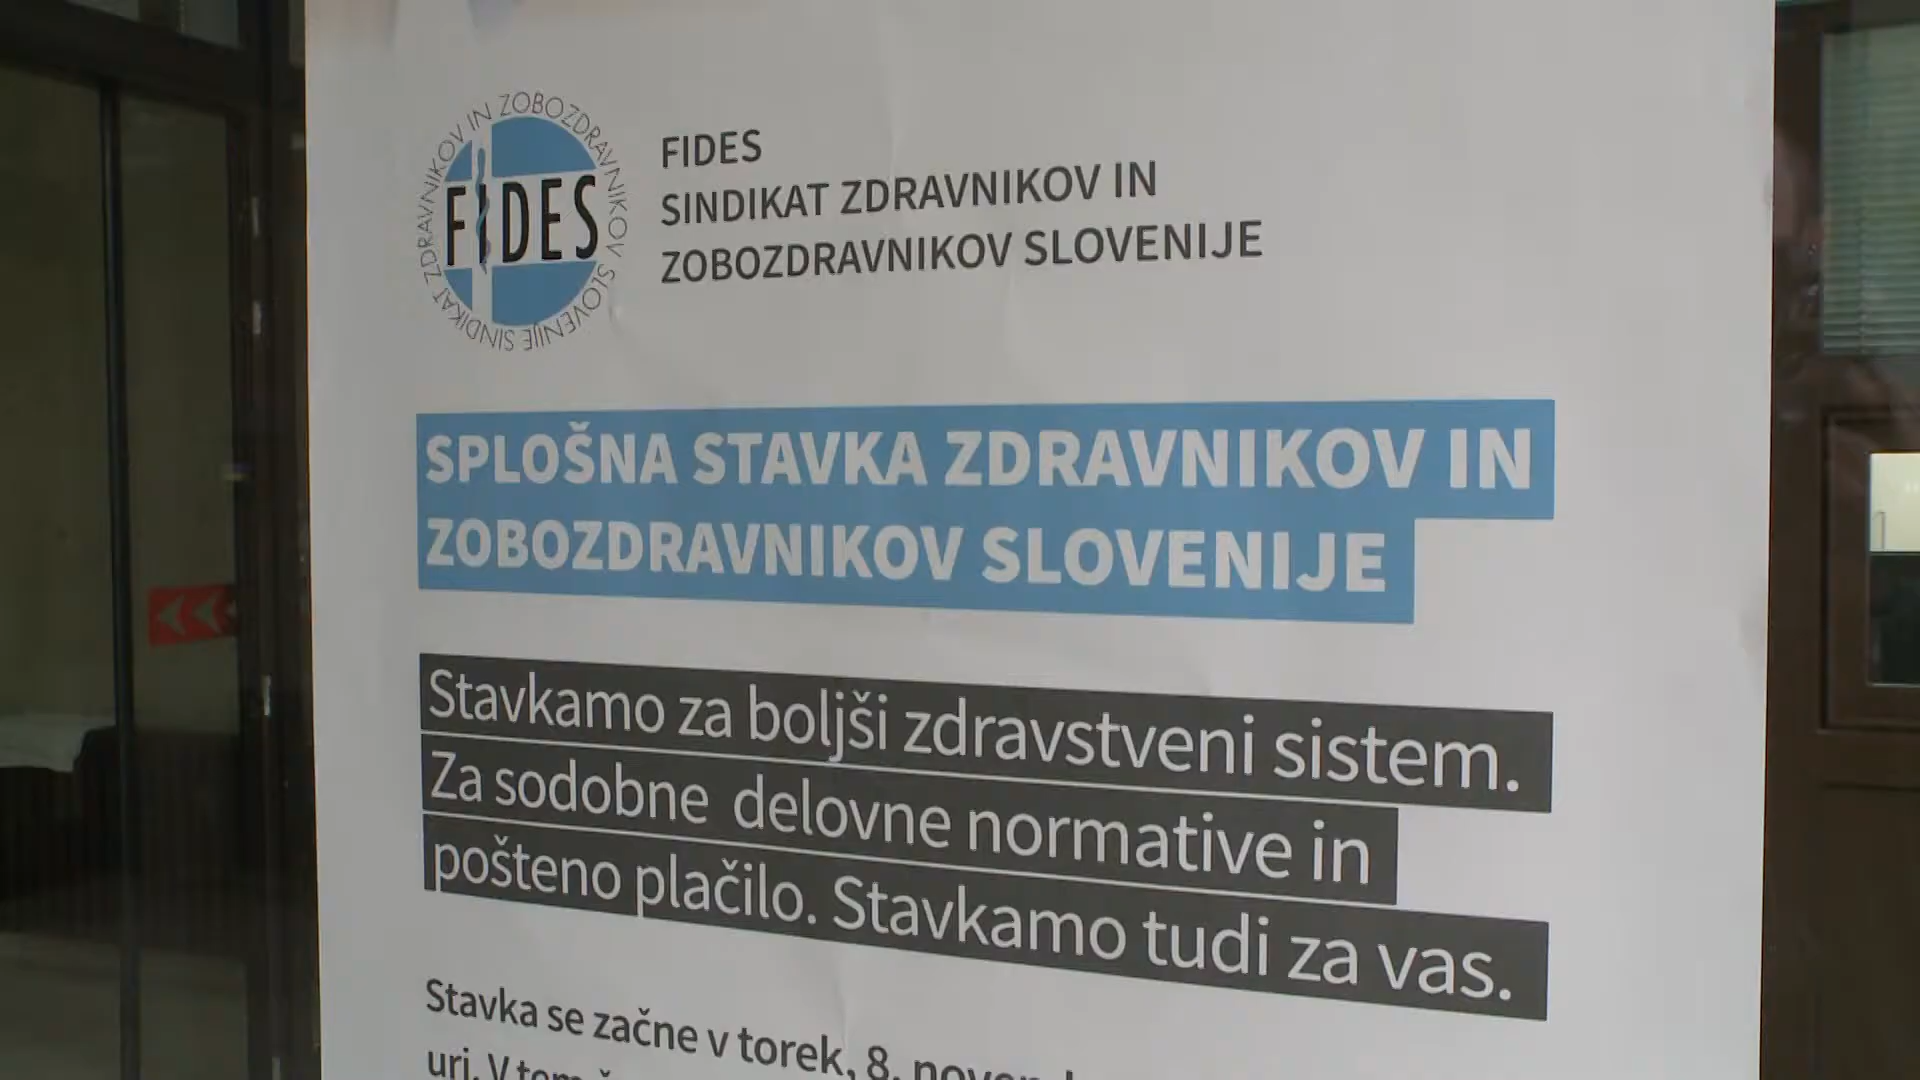 SINDIKAT ZDRAVNIKOV IN ZOBOZDRAVNIKOV SLOVENIJE
FIDES
FIDES
SINDIKAT ZDRAVNIKOV IN
ZOBOZDRAVNIKOV SLOVENIJE
SPLOŠNA STAVKA ZDRAVNIKOV IN
ZOBOZDRAVNIKOV SLOVENIJE
Stavkamo za boljši zdravstveni sistem.
Za sodobne delovne normative in
pošteno plačilo. Stavkamo tudi za vas.
Stavka se začne v torek, 8.
uri. V